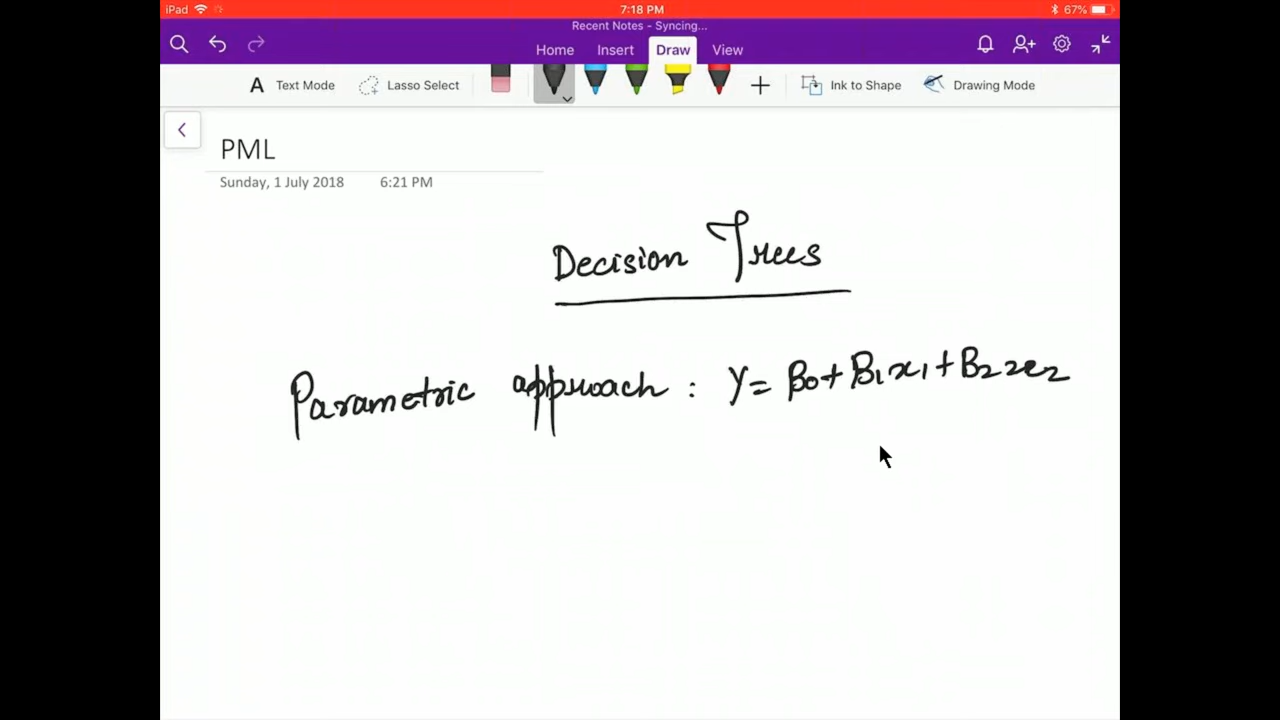 iPad 7:18 PM 67%
Recent Notes - Syncing...
Home Insert Draw View
A Text Mode Lasso Select Ink to Shape Drawing Mode
PML
Sunday, 1 July 2018 6:21 PM
Decision Trees
Parametric approach : Y = β0 + β1x1 + β2x2